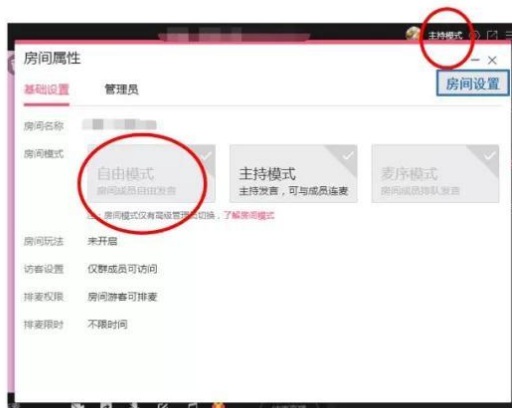 主持模式
房间属性
房间设置
基础设置 管理员
房间名称
房间模式
自由模式 主持模式 麦序模式
房间成员自由发言 主持发言，可与成员连麦 房间成员排队发言
注：房间模式仅有高级管理员切换，了解房间模式
房间玩法 未开启
访客设置 仅群成员可访问
排麦权限 房间游客可排麦
排麦限时 不限时间